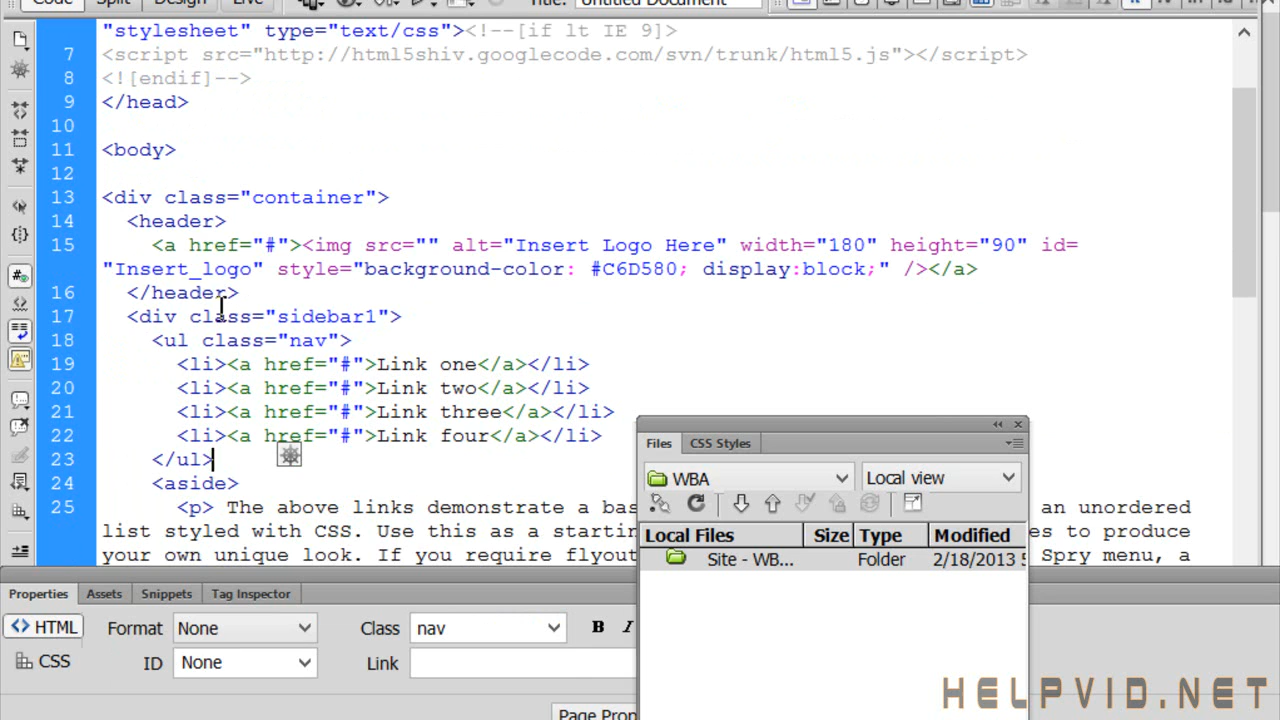 Code Split Design Live Title: Untitled Document
"stylesheet" type="text/css"><!--[if lt IE 9]>
7 <script src="http://html5shiv.googlecode.com/svn/trunk/html5.js"></script>
8 <![endif]-->
9 </head>
10
11 <body>
12
13 <div class="container">
14 <header>
15 <a href="#"><img src="" alt="Insert Logo Here" width="180" height="90" id=
"Insert_logo" style="background-color: #C6D580; display:block;" /></a>
16 </header>
17 <div class="sidebar1">
18 <ul class="nav">
19 <li><a href="#">Link one</a></li>
20 <li><a href="#">Link two</a></li>
21 <li><a href="#">Link three</a></li>
22 <li><a href="#">Link four</a></li>
23 </ul>
24 <aside>
25 <p> The above links demonstrate a bas an unordered
list styled with CSS. Use this as a startin es to produce
your own unique look. If you require flyou Spry menu, a
Files CSS Styles
WBA Local view
Local Files Size Type Modified
Site - WB... Folder 2/18/2013 5
Properties Assets Snippets Tag Inspector
<> HTML Format None Class nav B I
CSS ID None Link
Page Prop
HELPVID.NET